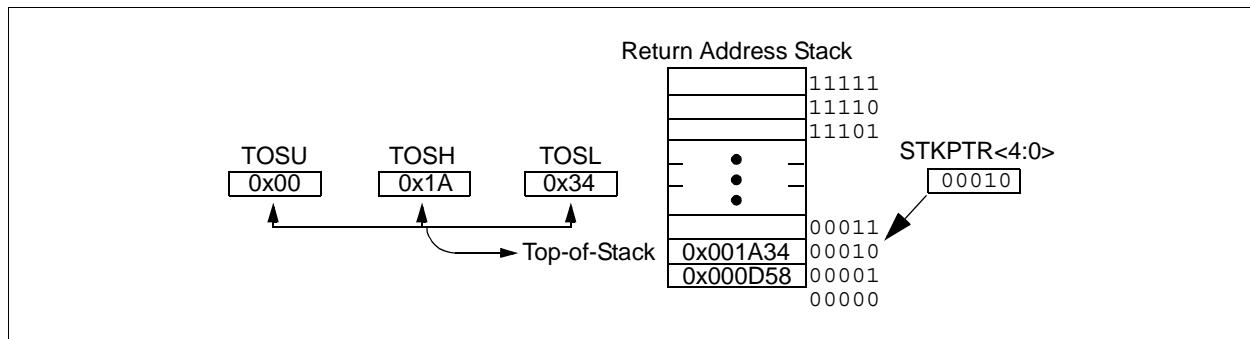 Return Address Stack
11111
11110
11101
TOSU TOSH TOSL
0x00 0x1A 0x34
STKPTR<4:0>
00010
00011
Top-of-Stack 0x001A34 00010
0x000D58 00001
00000